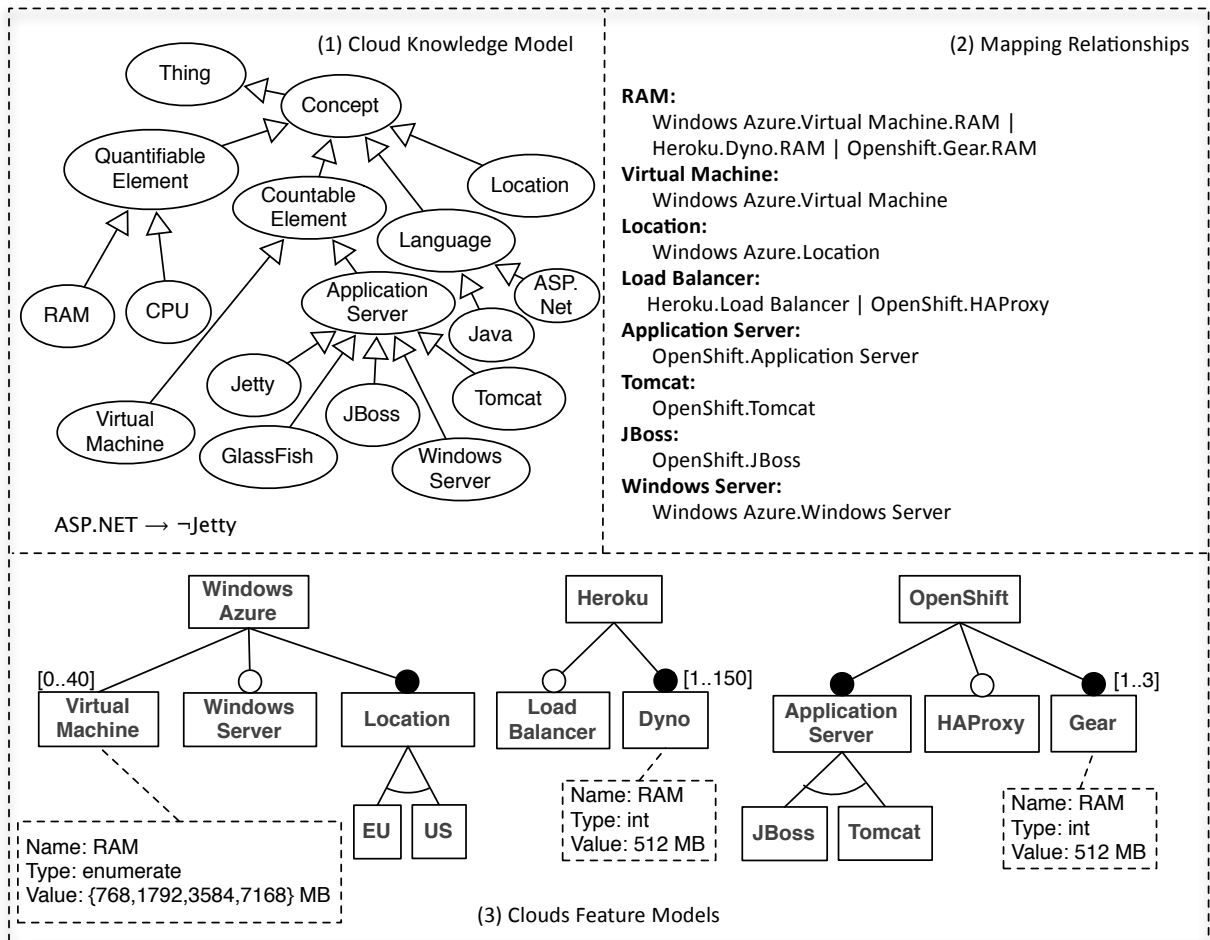 (1) Cloud Knowledge Model
Thing
Concept
Quantifiable
Element
Countable
Element
Location
Language
RAM
CPU
Application
Server
ASP.
Net
Java
Jetty
JBoss
Tomcat
Virtual
Machine
GlassFish
Windows
Server
ASP.NET → ¬Jetty
(2) Mapping Relationships
RAM:
Windows Azure.Virtual Machine.RAM |
Heroku.Dyno.RAM | Openshift.Gear.RAM
Virtual Machine:
Windows Azure.Virtual Machine
Location:
Windows Azure.Location
Load Balancer:
Heroku.Load Balancer | OpenShift.HAProxy
Application Server:
OpenShift.Application Server
Tomcat:
OpenShift.Tomcat
JBoss:
OpenShift.JBoss
Windows Server:
Windows Azure.Windows Server
Windows
Azure
[0..40]
Virtual
Machine
Windows
Server
Location
EU
US
Name: RAM
Type: enumerate
Value: {768,1792,3584,7168} MB
Heroku
Load
Balancer
[1..150]
Dyno
Name: RAM
Type: int
Value: 512 MB
OpenShift
Application
Server
HAProxy
[1..3]
Gear
JBoss
Tomcat
Name: RAM
Type: int
Value: 512 MB
(3) Clouds Feature Models